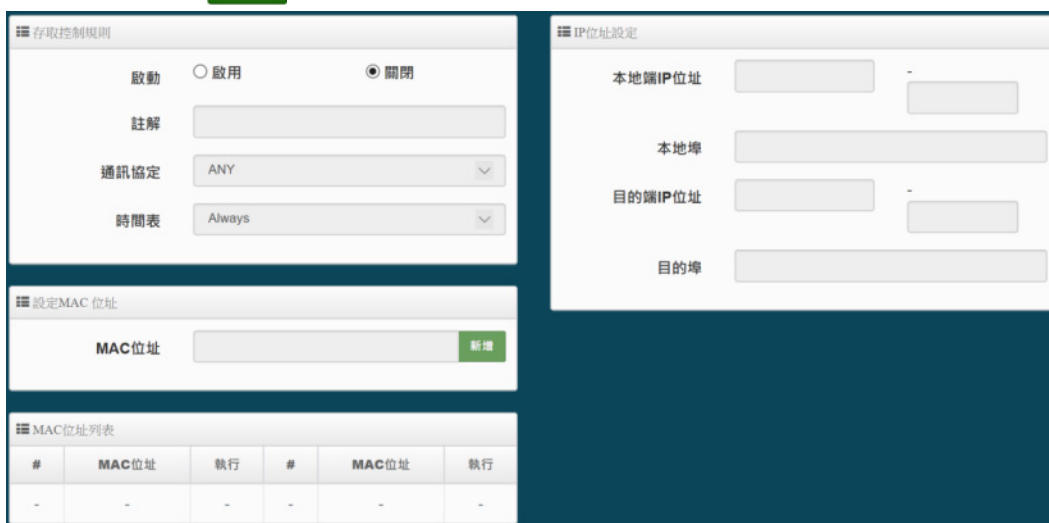 存取控制規則
啟動 啟用 關閉
註解
通訊協定 ANY
時間表 Always
設定MAC 位址
MAC位址 新增
MAC位址列表
# MAC位址 執行 # MAC位址 執行
- - - - - -
IP位址設定
本地端IP位址 -
本地埠
目的端IP位址 -
目的埠